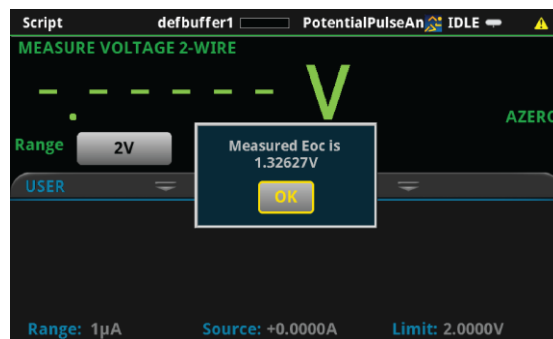 Script defbuffer1 PotentialPulseAn IDLE
MEASURE VOLTAGE 2-WIRE
- -.- - - - V
AZERO
Range 2V
Measured Eoc is
1.32627V
OK
USER
Range: 1µA Source: +0.0000A Limit: 2.0000V